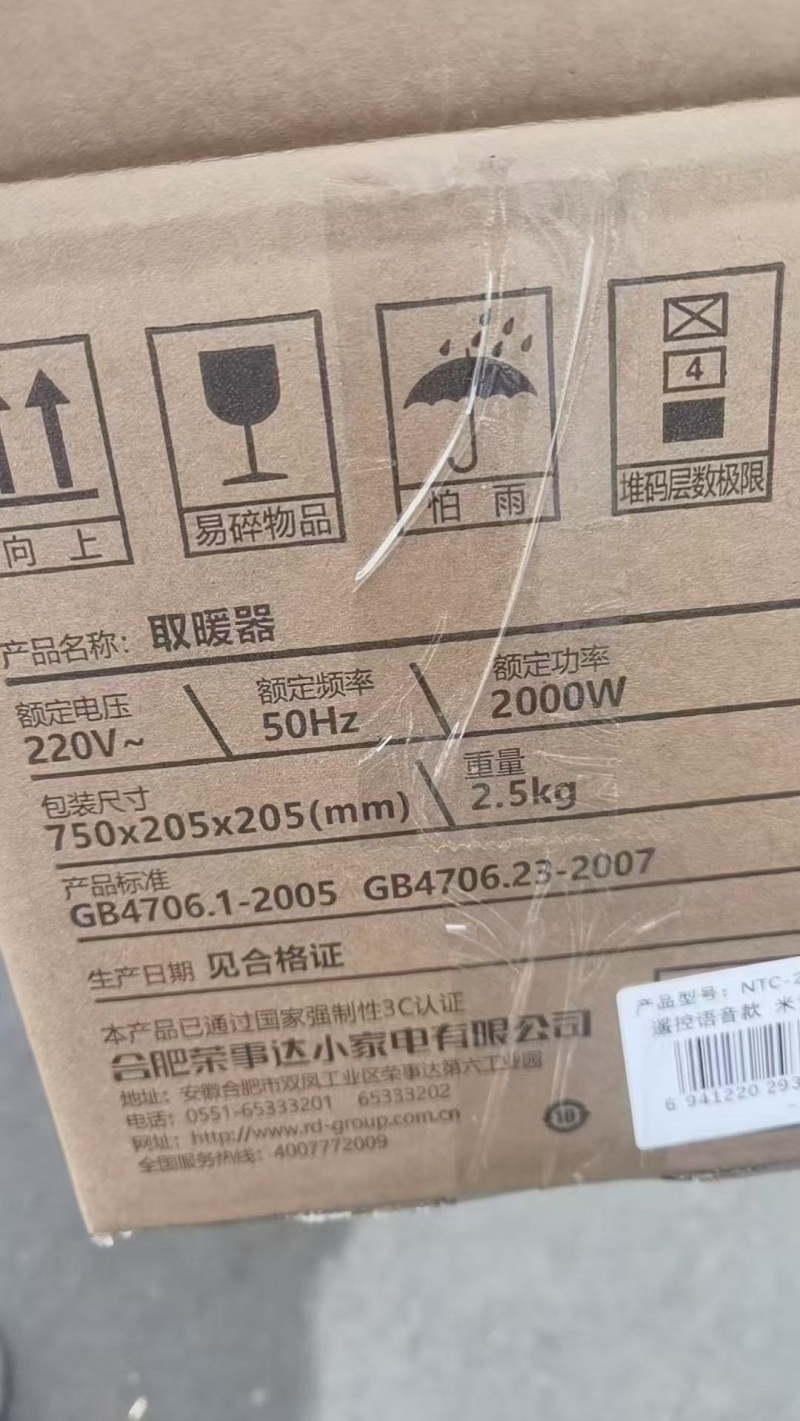 向上
易碎物品
怕雨
4
堆码层数极限
产品名称：取暖器
额定电压 额定频率 额定功率
220V~ 50Hz 2000W
包装尺寸 重量
750x205x205(mm) 2.5kg
产品标准
GB4706.1-2005 GB4706.23-2007
生产日期 见合格证
本产品已通过国家强制性3C认证
合肥荣事达小家电有限公司
地址：安徽合肥市双凤工业区荣事达第六工业园
电话：0551-65333201 65333202
网址：http://www.rd-group.com.cn
全国服务热线：4007772009
10
产品型号：NTC-2
遥控语音款 米
6 941220 293